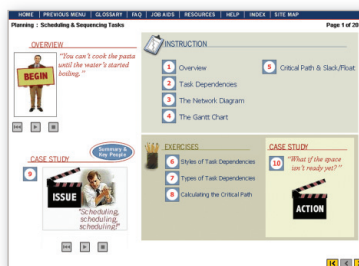 HOME | PREVIOUS MENU | GLOSSARY | FAQ | JOB AIDS | RESOURCES | HELP | INDEX | SITE MAP
Planning : Scheduling & Sequencing Tasks
Page 1 of 20
OVERVIEW
"You can't cook the pasta
until the water's started
boiling."
BEGIN
INSTRUCTION
1 Overview
2 Task Dependencies
3 The Network Diagram
4 The Gantt Chart
5 Critical Path & Slack/Float
Summary &
Key People
CASE STUDY
9
ISSUE
"Scheduling,
scheduling,
scheduling!"
EXERCISES
6 Styles of Task Dependencies
7 Types of Task Dependencies
8 Calculating the Critical Path
CASE STUDY
10 "What if the space
isn't ready yet?"
ACTION